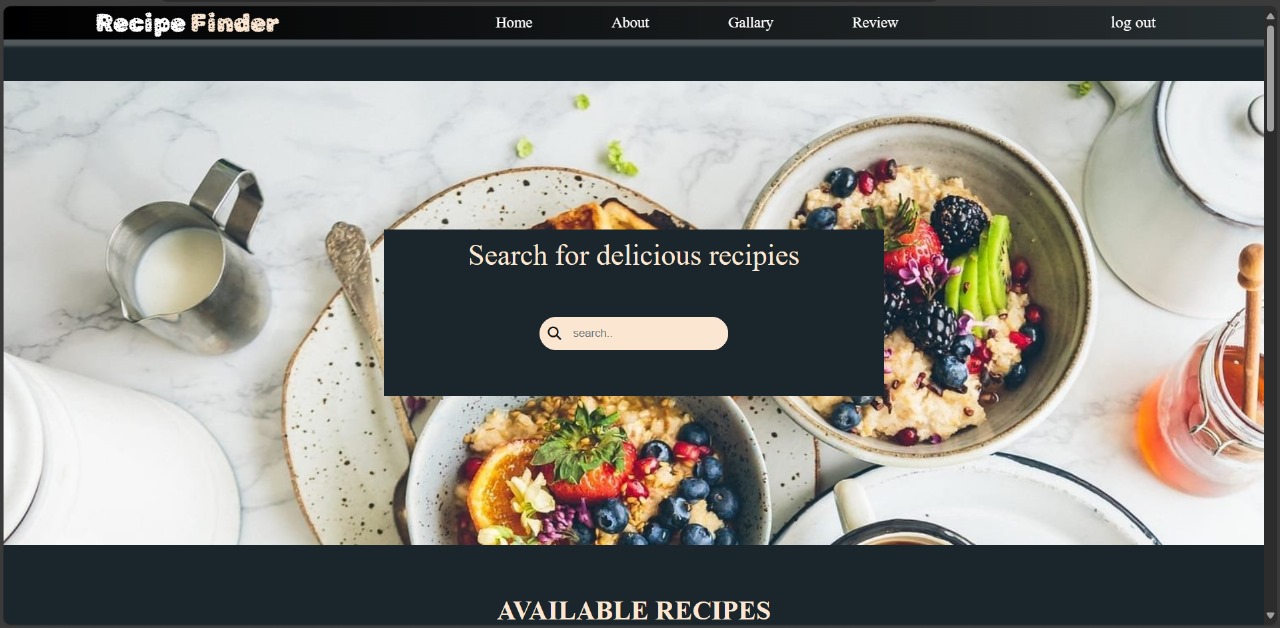 Recipe Finder Home About Gallary Review log out
Search for delicious recipies
search..
AVAILABLE RECIPES